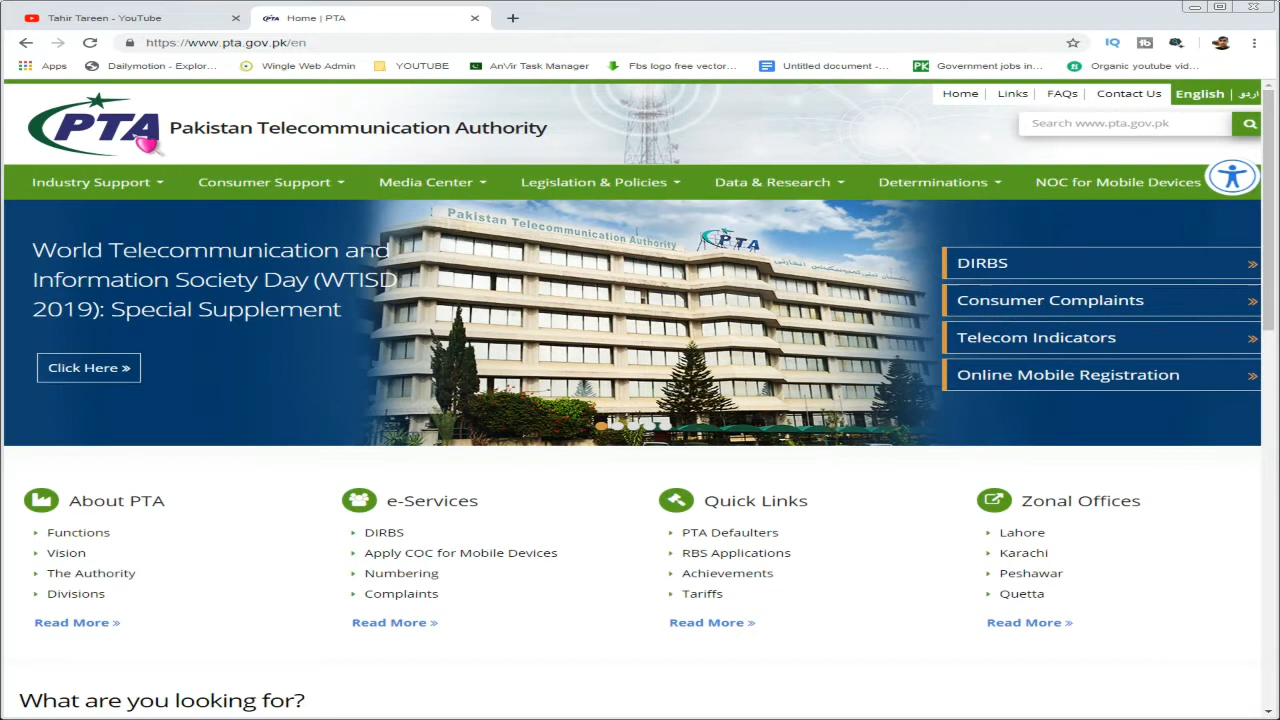 Tahir Tareen - YouTube
Home | PTA
https://www.pta.gov.pk/en
Apps
Dailymotion - Explor...
Wingle Web Admin
YOUTUBE
AnVir Task Manager
Fbs logo free vector...
Untitled document -...
Government jobs in...
Organic youtube vid...
Home | Links | FAQs | Contact Us
English | اردو
PTA
Pakistan Telecommunication Authority
Search www.pta.gov.pk
Industry Support
Consumer Support
Media Center
Legislation & Policies
Data & Research
Determinations
NOC for Mobile Devices
World Telecommunication and
Information Society Day (WTISD
2019): Special Supplement
Click Here »
Pakistan Telecommunication Authority
PTA
DIRBS
Consumer Complaints
Telecom Indicators
Online Mobile Registration
About PTA
Functions
Vision
The Authority
Divisions
Read More »
e-Services
DIRBS
Apply COC for Mobile Devices
Numbering
Complaints
Read More »
Quick Links
PTA Defaulters
RBS Applications
Achievements
Tariffs
Read More »
Zonal Offices
Lahore
Karachi
Peshawar
Quetta
Read More »
What are you looking for?